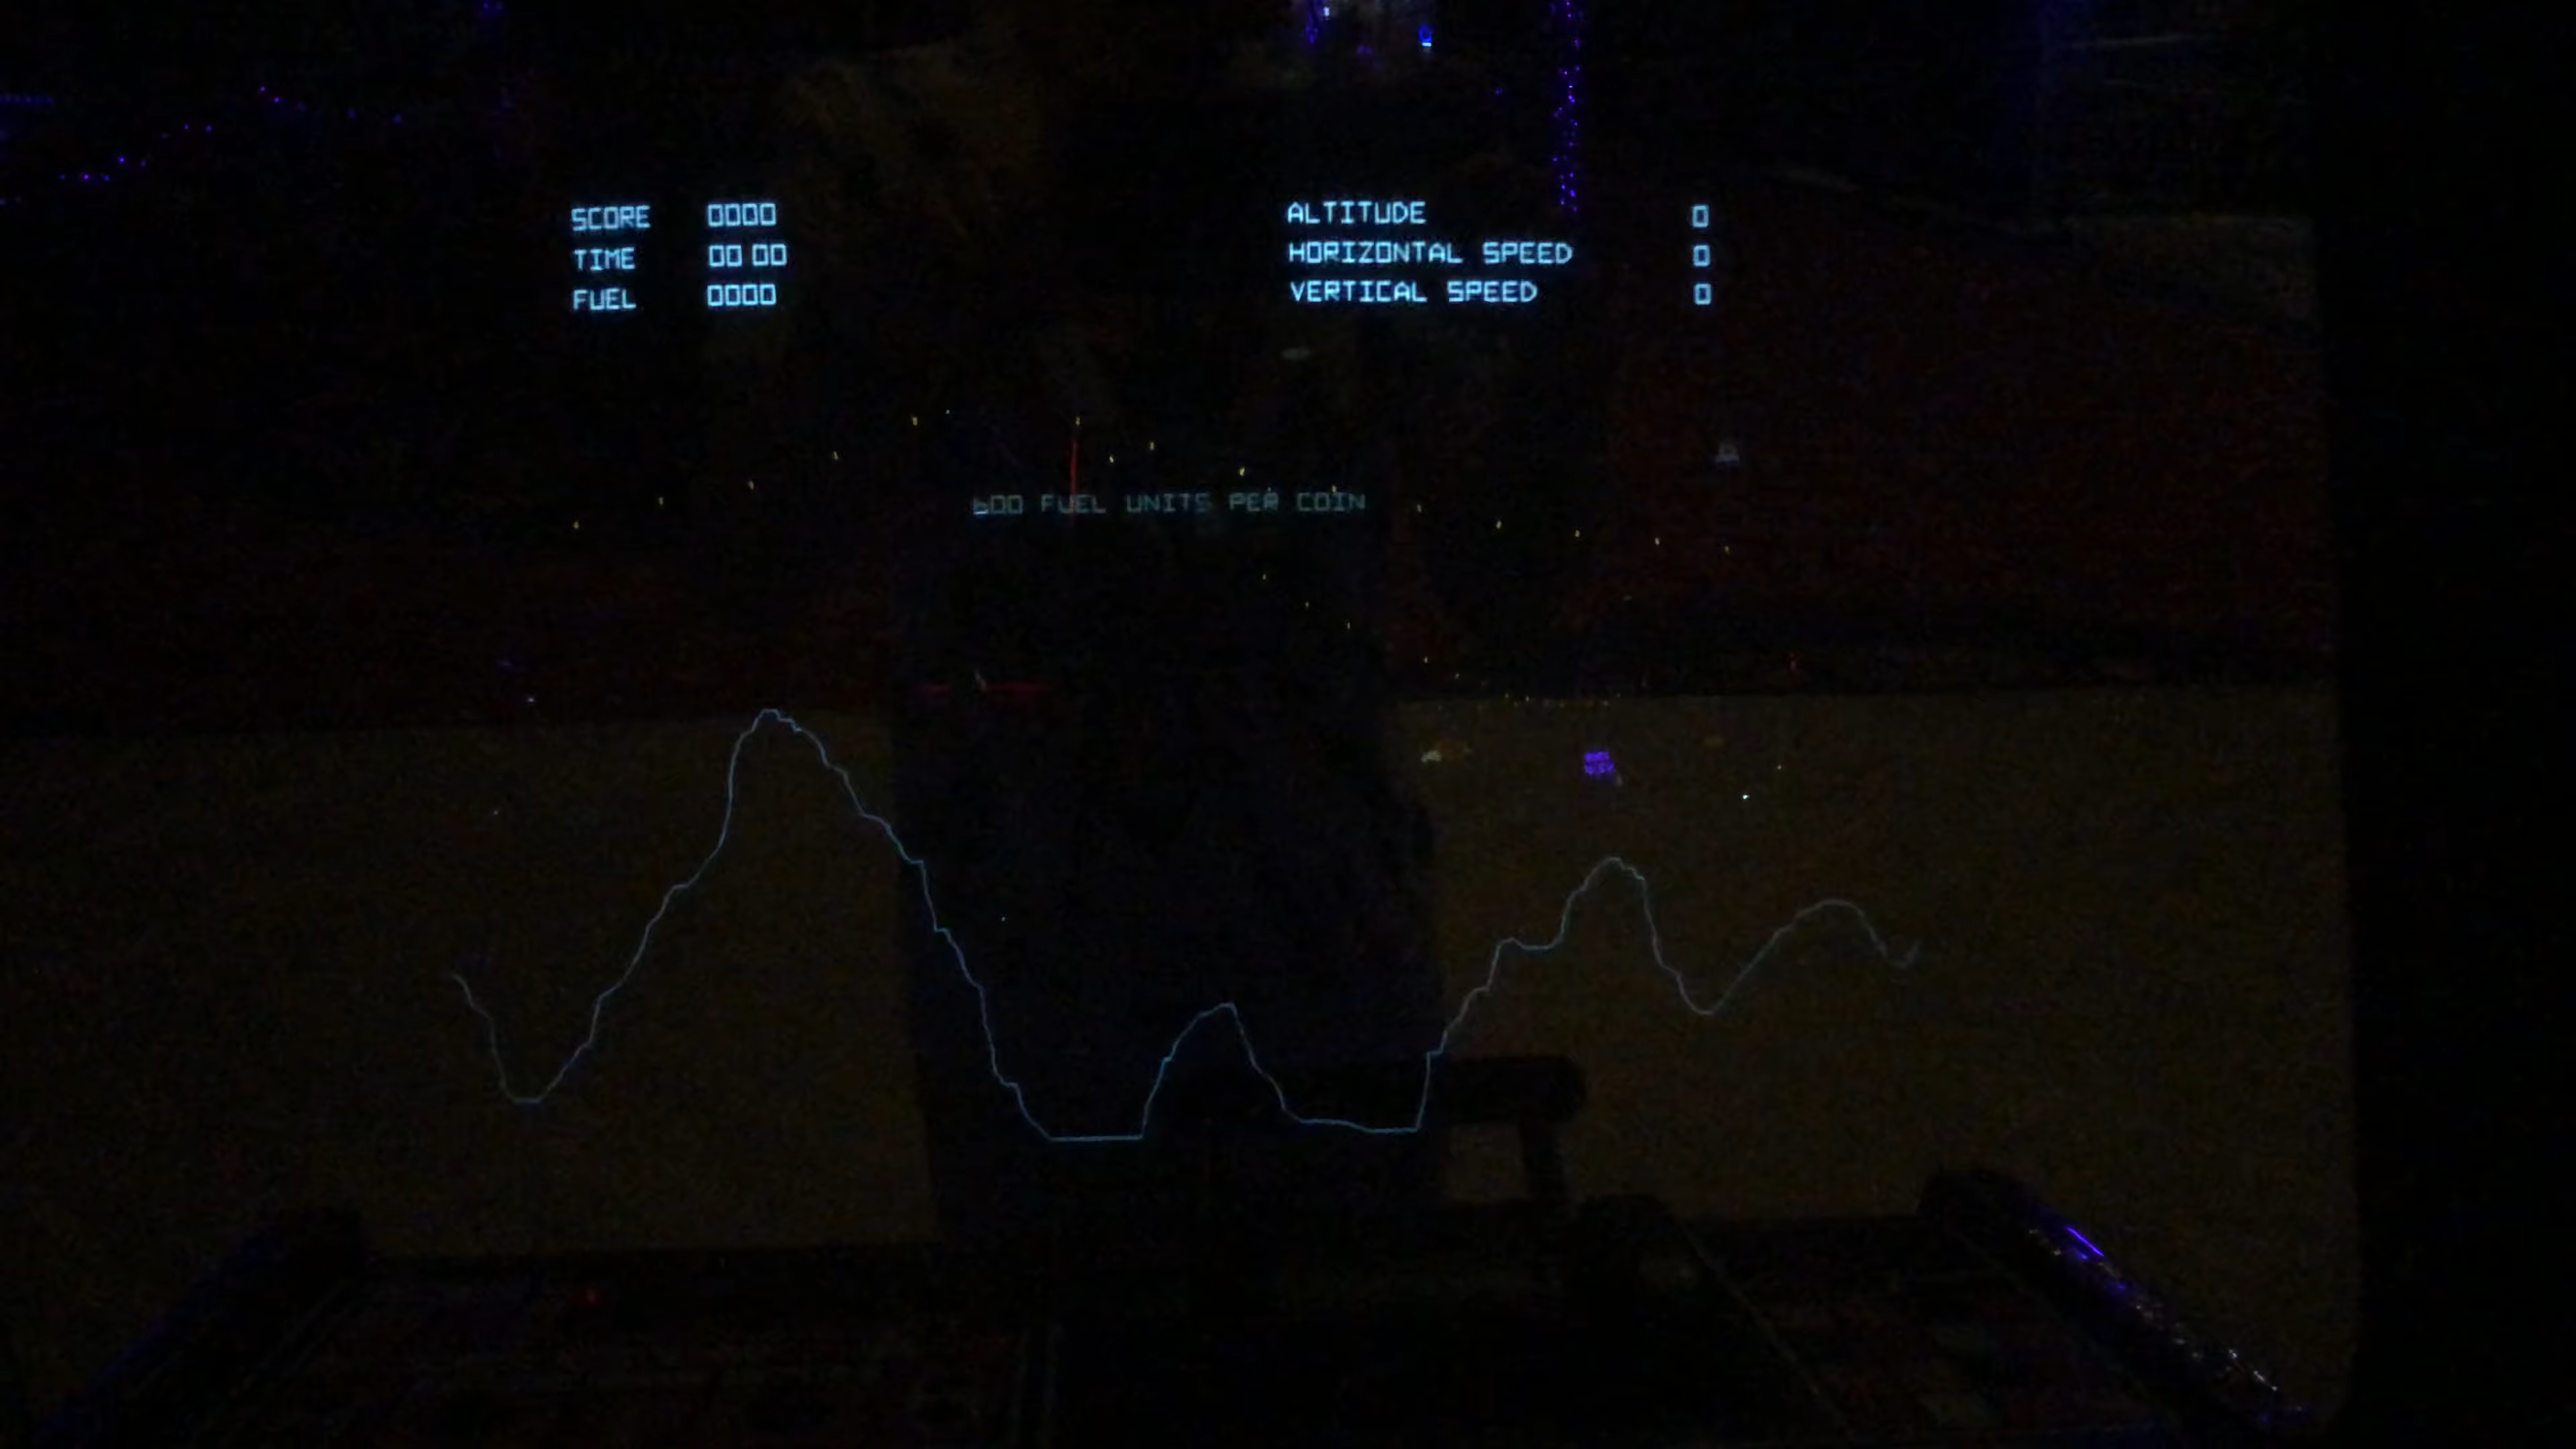 SCORE 0000
TIME 00 00
FUEL 0000
ALTITUDE 0
HORIZONTAL SPEED 0
VERTICAL SPEED 0
600 FUEL UNITS PER COIN